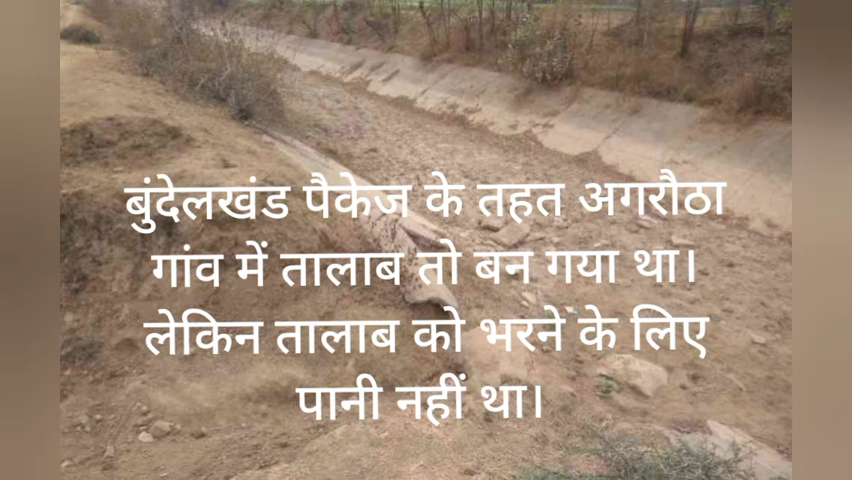 बुंदेलखंड पैकेज के तहत अगरौठा
गांव में तालाब तो बन गया था।
लेकिन तालाब को भरने के लिए
पानी नहीं था।